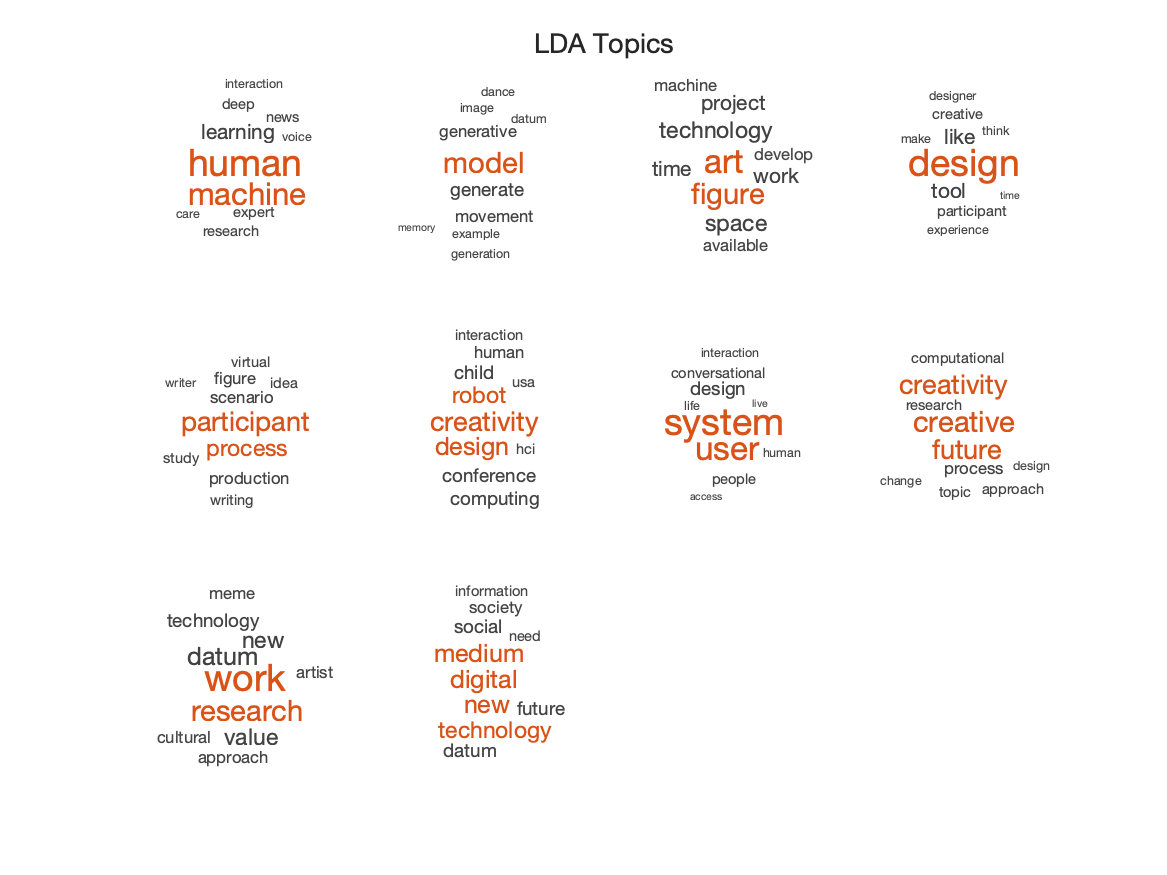 LDA Topics
interaction
deep
news
learning voice
human
machine
care expert
research
dance
image
datum
generative
model
generate
movement
memory
example
generation
machine
project
technology
time art develop
work
figure
space
available
designer
creative
make like think
design
tool time
participant
experience
virtual
writer figure idea
scenario
participant
study process
production
writing
interaction
human
child
usa
robot
creativity
design hci
conference
computing
interaction
conversational
design
life live
system
user human
people
access
computational
creativity
research
creative
future
process design
change
topic approach
meme
technology
new
datum
work artist
research
cultural value
approach
information
society
social
need
medium
digital
new future
technology
datum